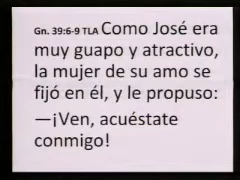 Gn. 39:6-9 TLA Como José era
muy guapo y atractivo,
la mujer de su amo se
fijó en él, y le propuso:
—¡Ven, acuéstate
conmigo!